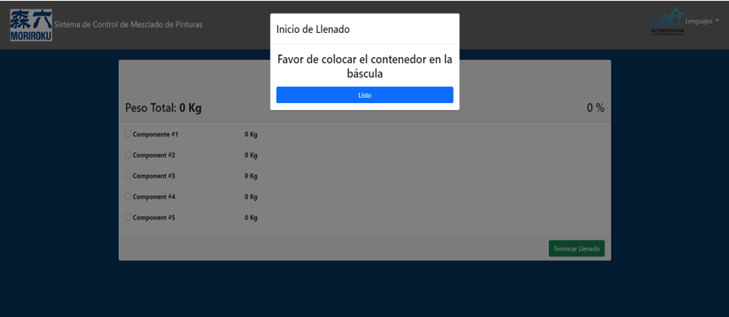 森六
MORIROKU
Sistema de Control de Mezclado de Pinturas
Lenguajes
Inicio de Llenado
Favor de colocar el contenedor en la
báscula
Listo
Peso Total: 0 Kg
0 %
Componente #1 0 Kg
Component #2 0 Kg
Component #3 0 Kg
Component #4 0 Kg
Component #5 0 Kg
Terminar Llenado